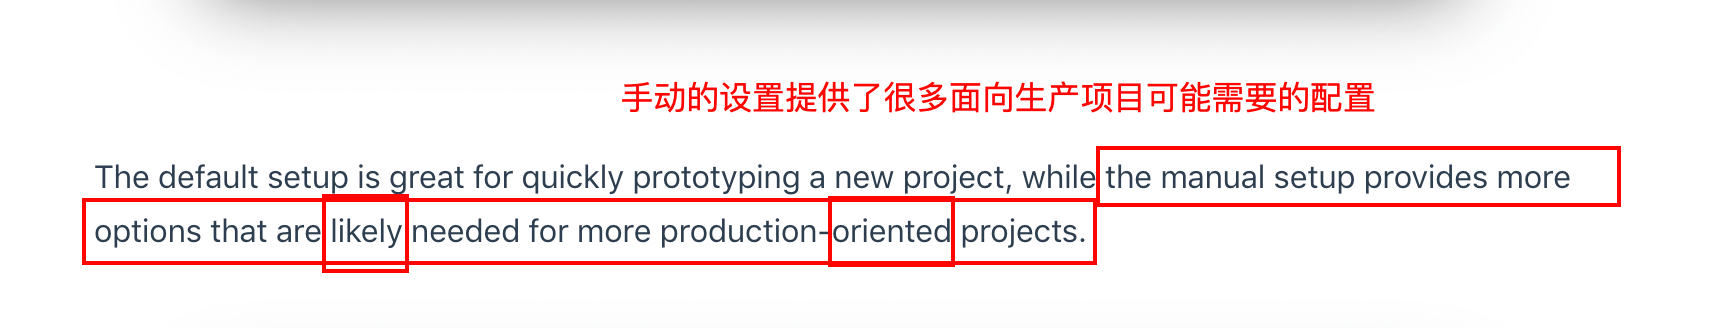 手动的设置提供了很多面向生产项目可能需要的配置
The default setup is great for quickly prototyping a new project, while the manual setup provides more
options that are likely needed for more production-oriented projects.